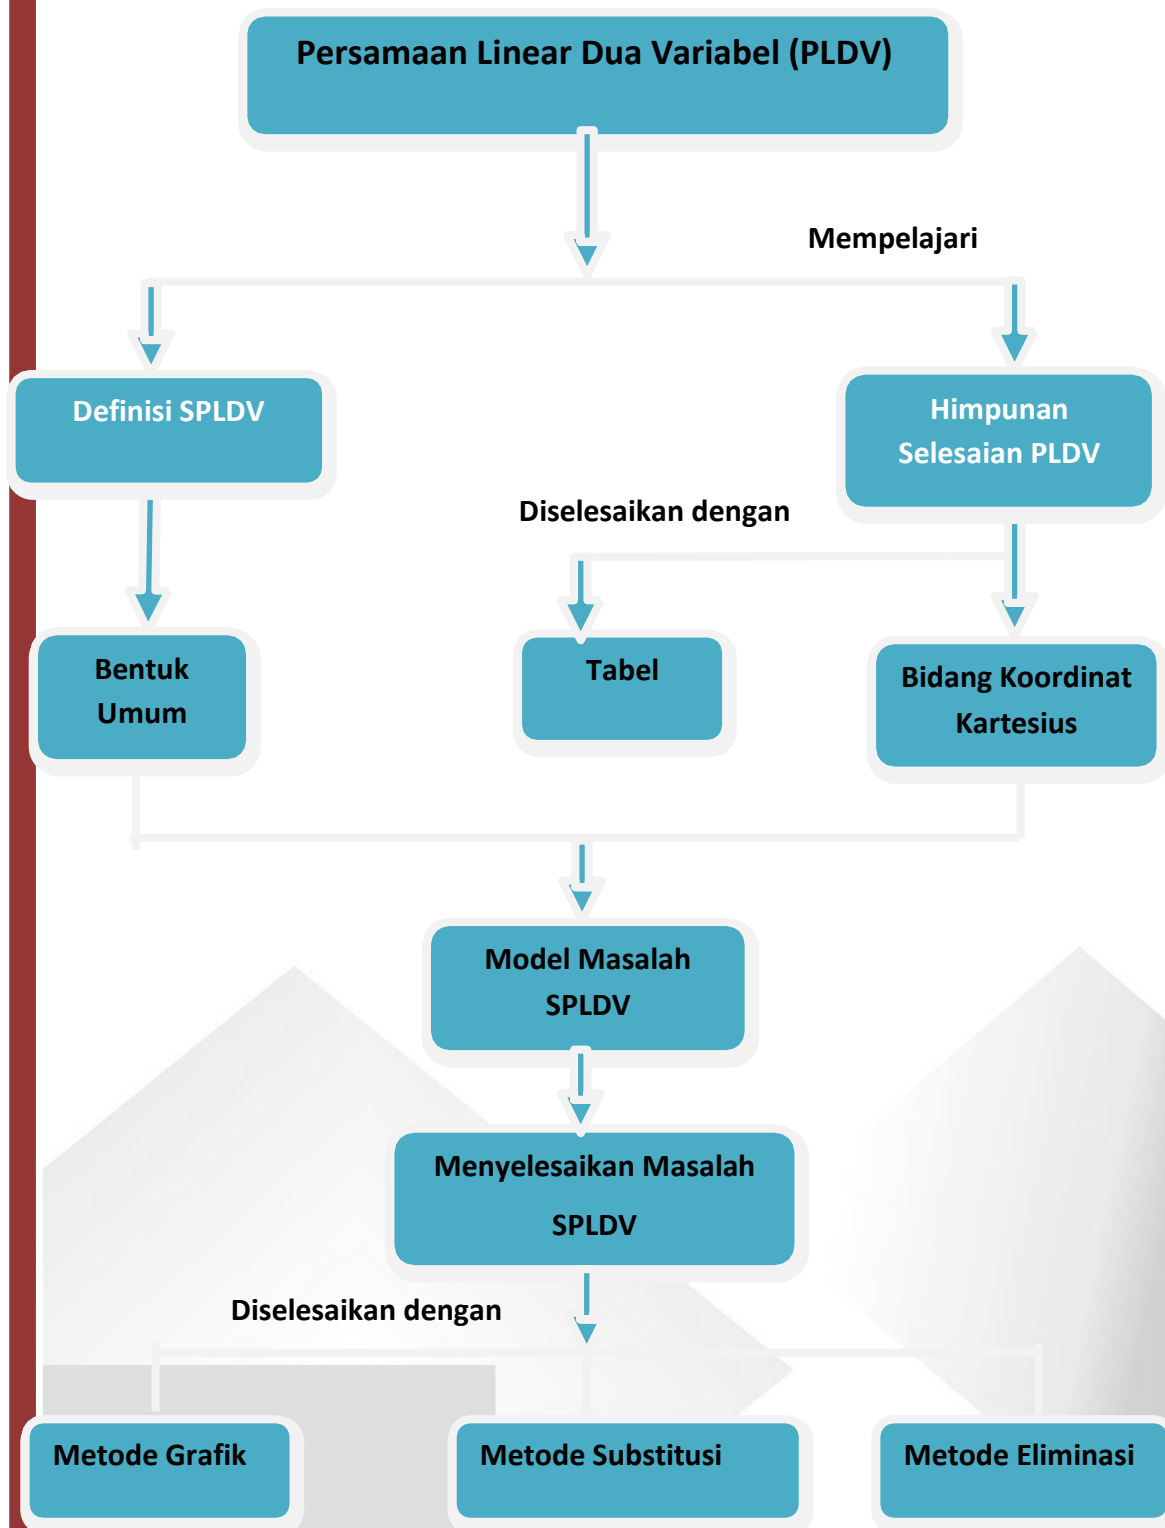 Persamaan Linear Dua Variabel (PLDV)
Mempelajari
Definisi SPLDV
Himpunan
Selesaian PLDV
Diselesaikan dengan
Bentuk
Umum
Tabel
Bidang Koordinat
Kartesius
Model Masalah
SPLDV
Menyelesaikan Masalah
SPLDV
Diselesaikan dengan
Metode Grafik
Metode Substitusi
Metode Eliminasi